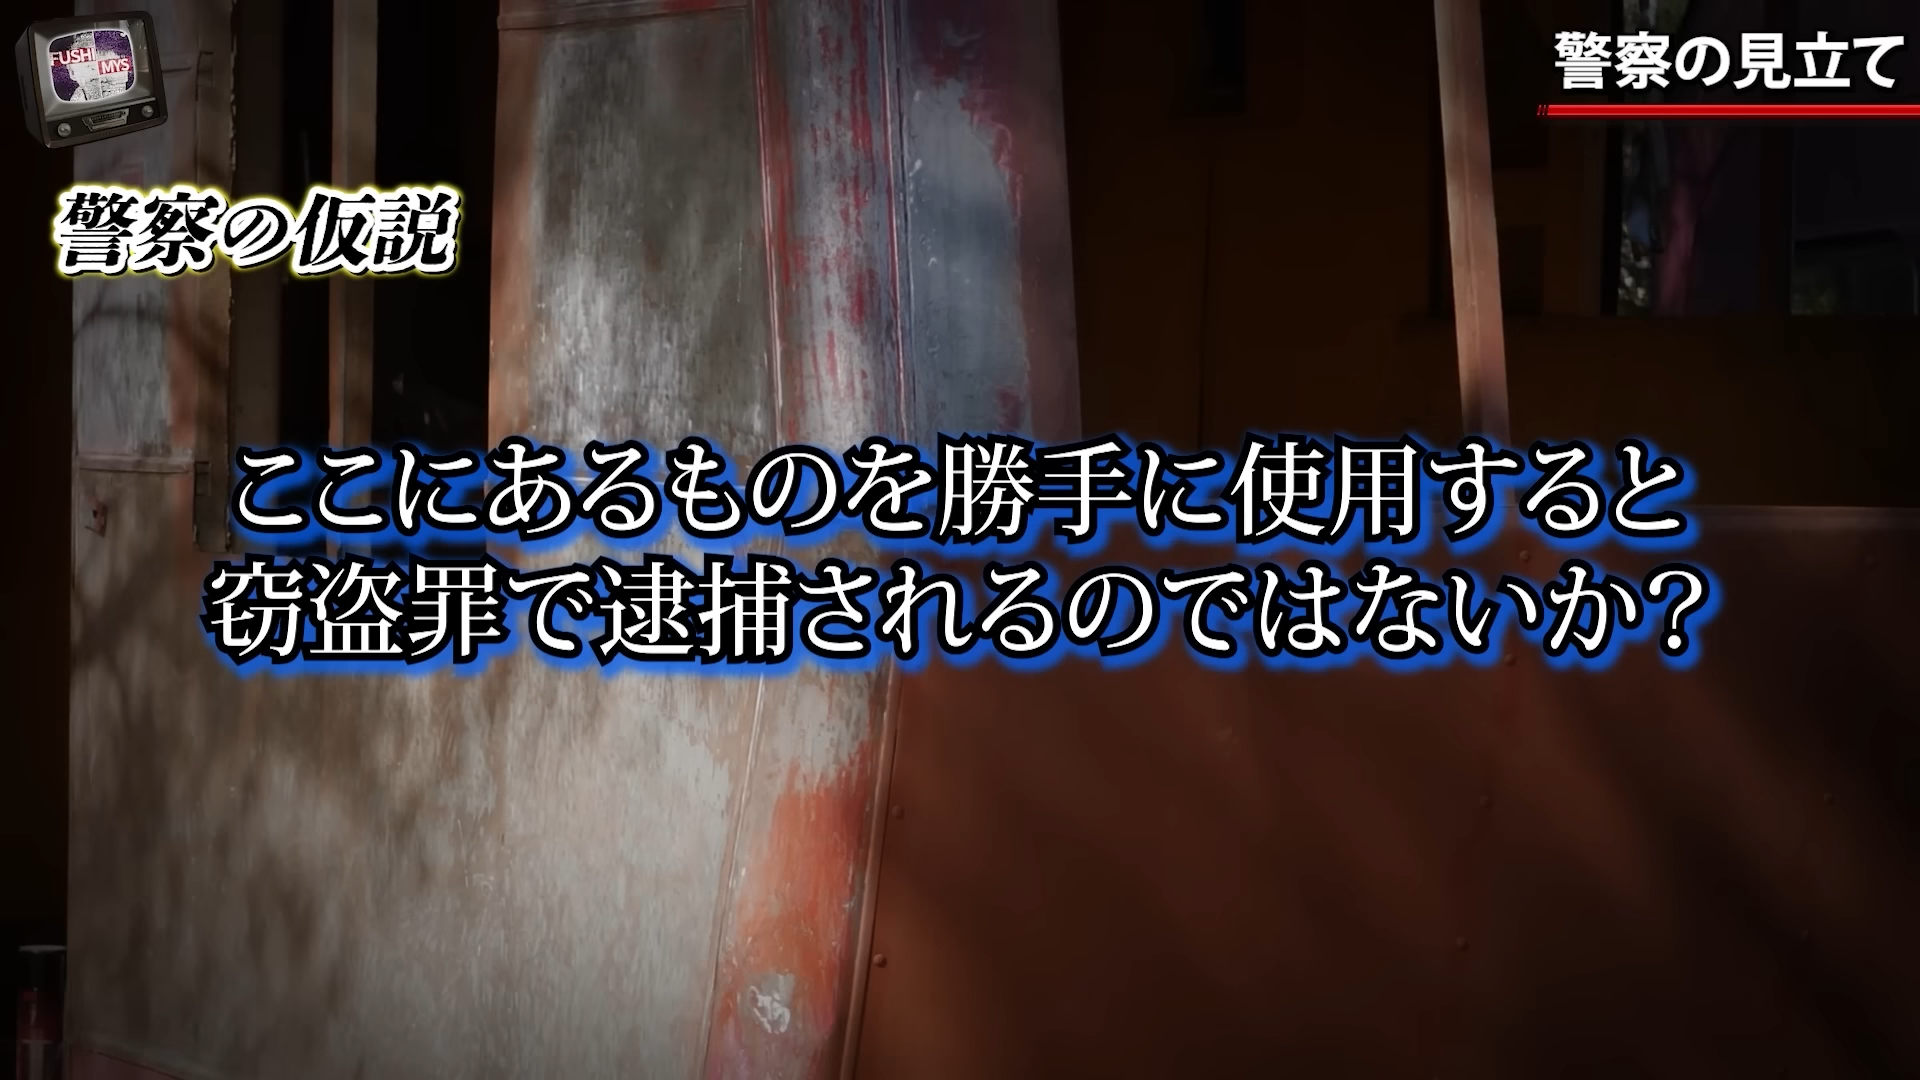 FUSHI
MYS
警察の見立て
警察の仮説
ここにあるものを勝手に使用すると
窃盗罪で逮捕されるのではないか？